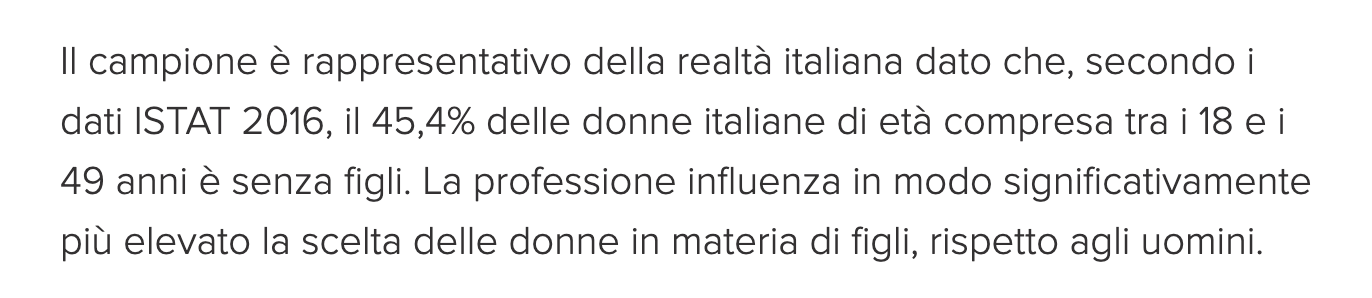 Il campione è rappresentativo della realtà italiana dato che, secondo i
dati ISTAT 2016, il 45,4% delle donne italiane di età compresa tra i 18 e i
49 anni è senza figli. La professione influenza in modo significativamente
più elevato la scelta delle donne in materia di figli, rispetto agli uomini.